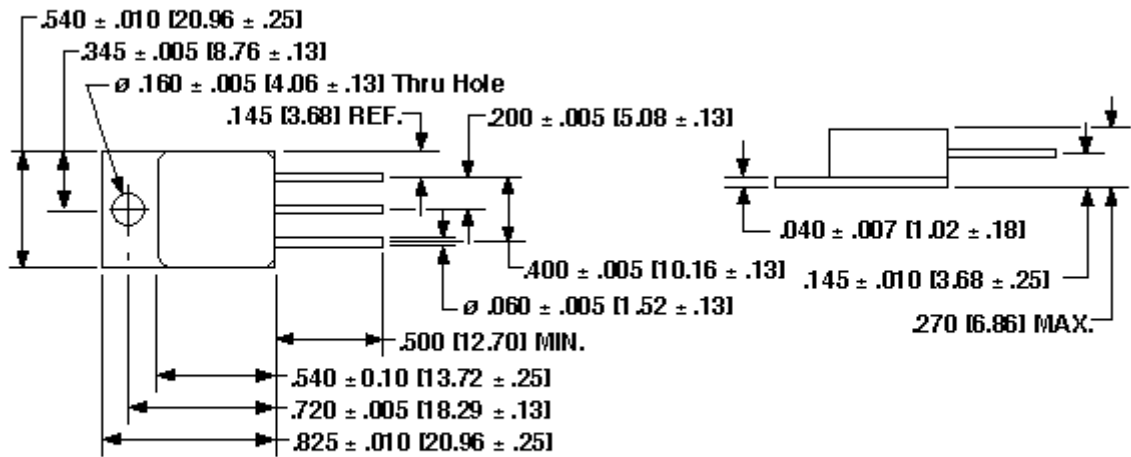 .540 ± .010 [20.96 ± .25]
.345 ± .005 [8.76 ± .13]
ø .160 ± .005 [4.06 ± .13] Thru Hole
.145 [3.68] REF.
.200 ± .005 [5.08 ± .13]
.040 ± .007 [1.02 ± .18]
.400 ± .005 [10.16 ± .13]
.145 ± .010 [3.68 ± .25]
ø .060 ± .005 [1.52 ± .13]
.270 [6.86] MAX.
.500 [12.70] MIN.
.540 ± 0.10 [13.72 ± .25]
.720 ± .005 [18.29 ± .13]
.825 ± .010 [20.96 ± .25]